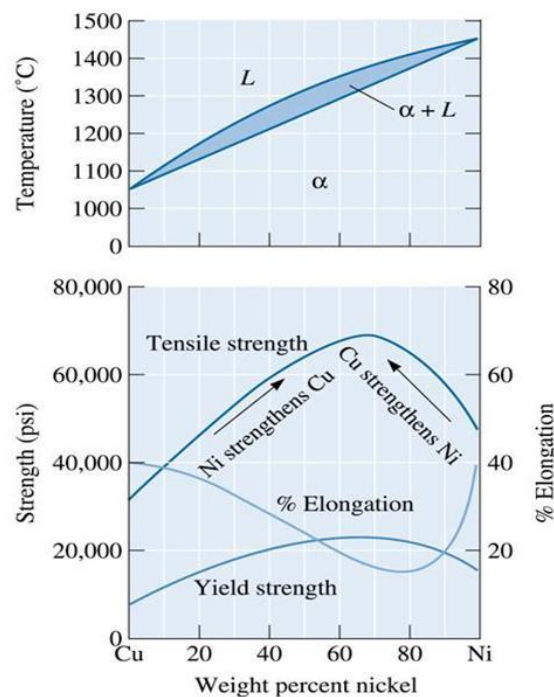 1500
1400
1300
1200
1100
1000
0
Temperature (°C)
L
α + L
α
80,000
60,000
40,000
20,000
0
Strength (psi)
Tensile strength
Ni strengthens Cu
Cu strengthens Ni
% Elongation
Yield strength
80
60
40
20
% Elongation
Cu 20 40 60 80 Ni
Weight percent nickel